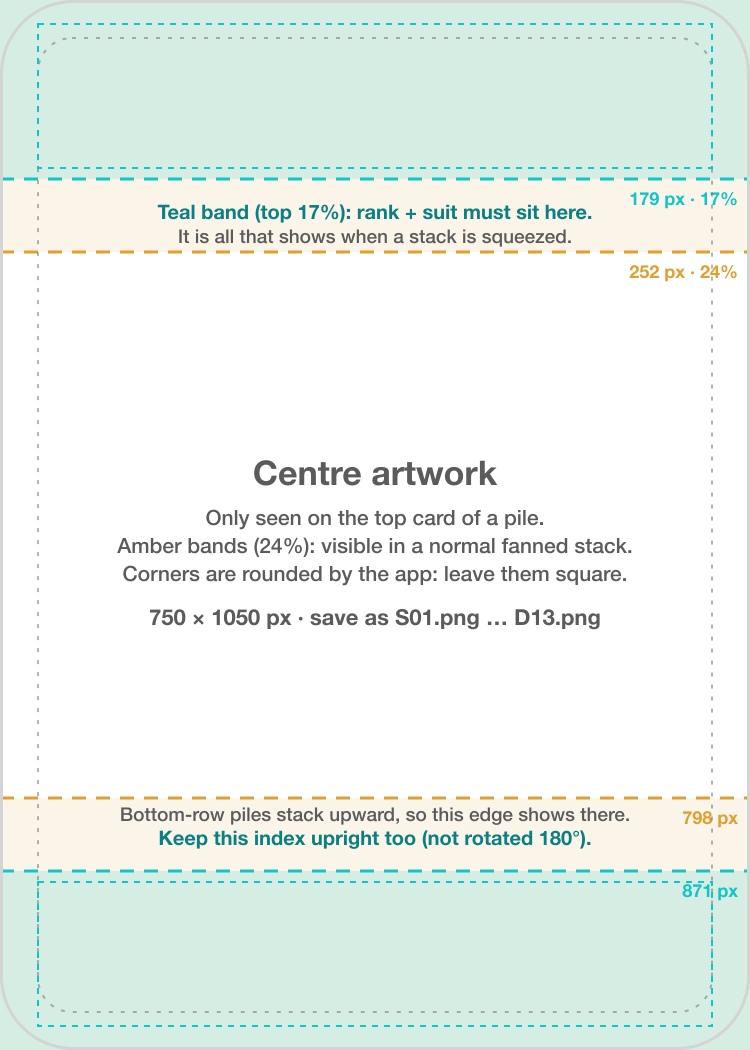 179 px · 17%
Teal band (top 17%): rank + suit must sit here.
It is all that shows when a stack is squeezed.
252 px · 24%
Centre artwork
Only seen on the top card of a pile.
Amber bands (24%): visible in a normal fanned stack.
Corners are rounded by the app: leave them square.
750 × 1050 px · save as S01.png … D13.png
Bottom-row piles stack upward, so this edge shows there.
798 px
Keep this index upright too (not rotated 180°).
871 px